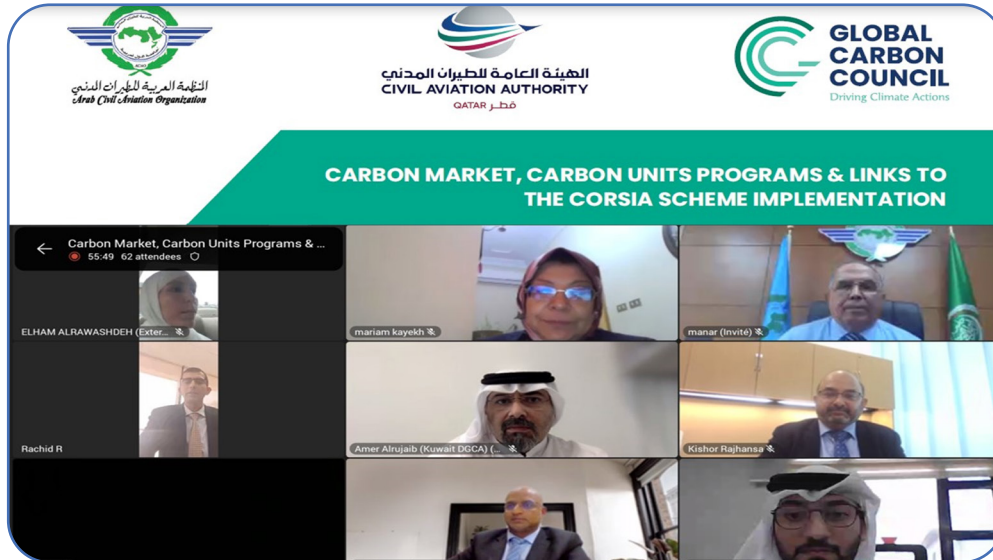 المنظمة العربية للطيران المدني
Arab Civil Aviation Organization
الهيئة العامة للطيران المدني
CIVIL AVIATION AUTHORITY
QATAR قطر
GLOBAL
CARBON
COUNCIL
Driving Climate Actions
CARBON MARKET, CARBON UNITS PROGRAMS & LINKS TO
THE CORSIA SCHEME IMPLEMENTATION
Carbon Market, Carbon Units Programs & ...
55:49 62 attendees
ELHAM ALRAWASHDEH (Exter...
mariam kayekh
manar (Invité)
Rachid R
Amer Alrujaib (Kuwait DGCA) (...
Kishor Rajhansa